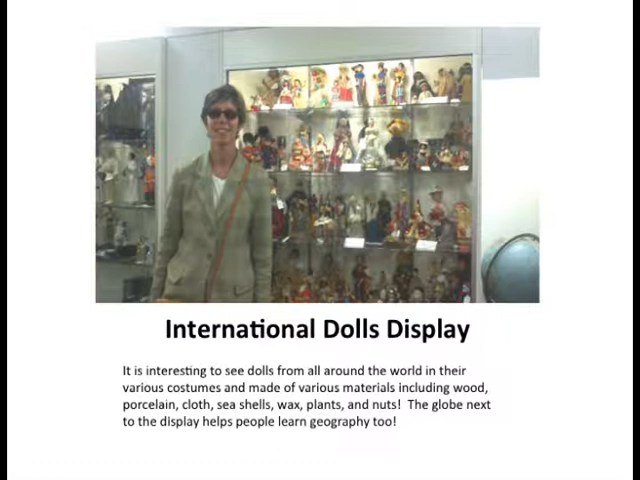 International Dolls Display
It is interesting to see dolls from all around the world in their
various costumes and made of various materials including wood,
porcelain, cloth, sea shells, wax, plants, and nuts!  The globe next
to the display helps people learn geography too!